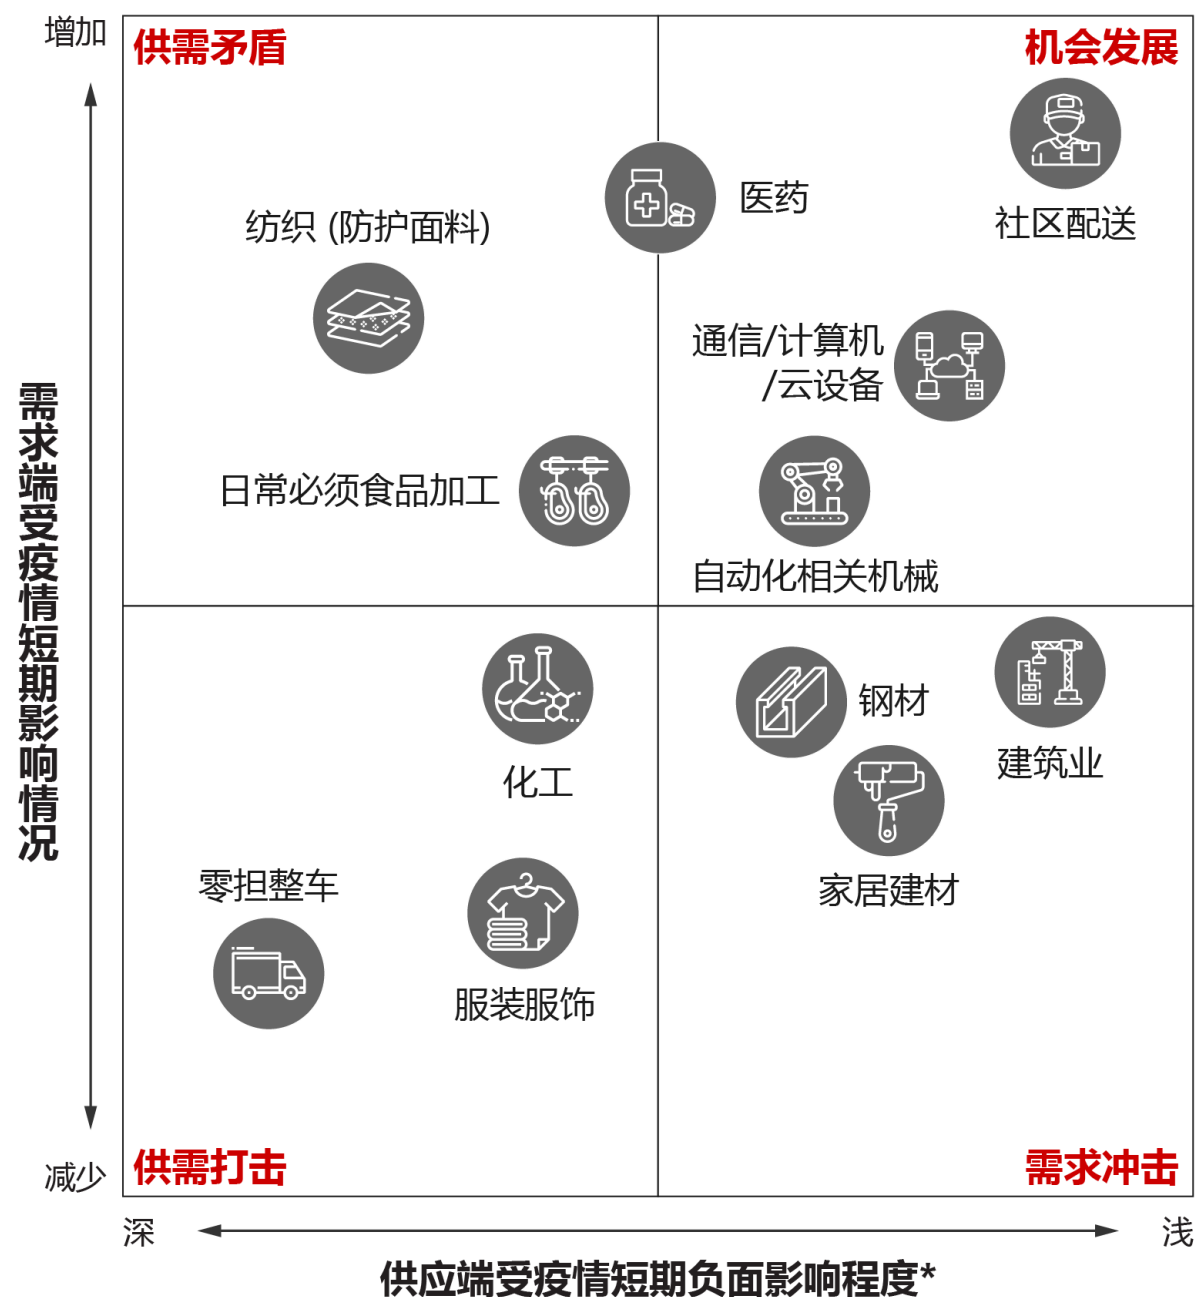 增加
供需矛盾
机会发展
社区配送
医药
纺织 (防护面料)
通信/计算机
/云设备
日常必须食品加工
自动化相关机械
需求端受疫情短期影响情况
钢材
建筑业
化工
家居建材
零担整车
服装服饰
减少
供需打击
需求冲击
深
浅
供应端受疫情短期负面影响程度*